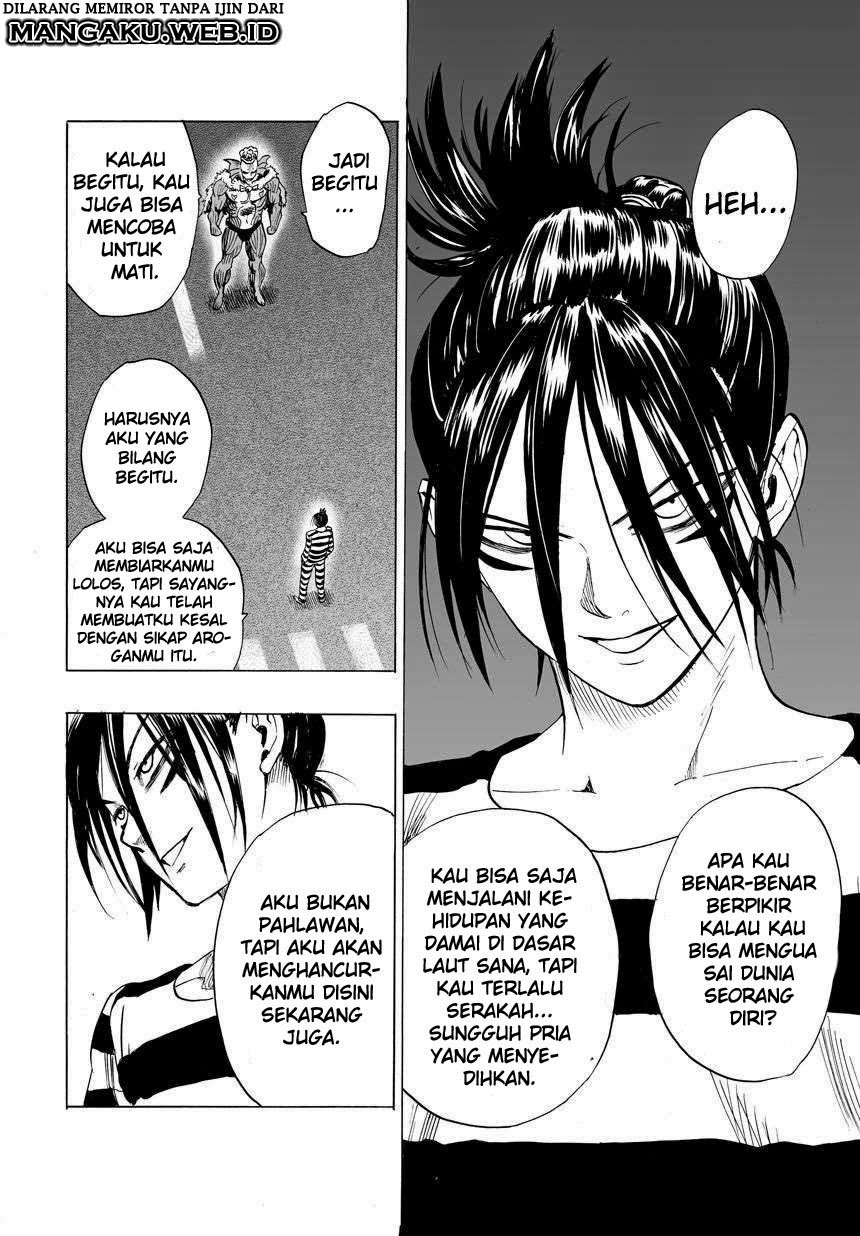 DILARANG MEMIROR TANPA IJIN DARI
MANGAKU.WEB.ID
HEH...
APA KAU
BENAR-BENAR
BERPIKIR
KALAU KAU
BISA MENGUA
SAI DUNIA
SEORANG
DIRI?
KAU BISA SAJA
MENJALANI KE-
HIDUPAN YANG
DAMAI DI DASAR
LAUT SANA, TAPI
KAU TERLALU
SERAKAH...
SUNGGUH PRIA
YANG MENYE-
DIHKAN.
JADI
BEGITU
...
KALAU
BEGITU, KAU
JUGA BISA
MENCOBA
UNTUK
MATI.
HARUSNYA
AKU YANG
BILANG
BEGITU.
AKU BISA SAJA
MEMBIARKANMU
LOLOS, TAPI SAYANG-
NYA KAU TELAH
MEMBUATKU KESAL
DENGAN SIKAP ARO-
GANMU ITU.
AKU BUKAN
PAHLAWAN,
TAPI AKU AKAN
MENGHANCUR-
KANMU DISINI
SEKARANG
JUGA.